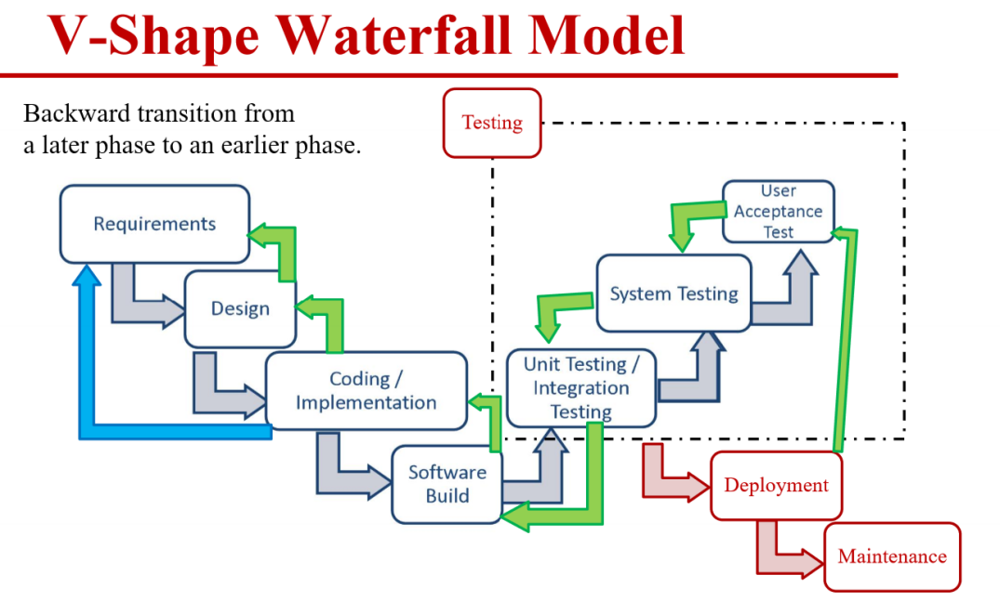 V-Shape Waterfall Model
Backward transition from
a later phase to an earlier phase.
Testing
Requirements
Design
Coding /
Implementation
Software
Build
Unit Testing /
Integration
Testing
System Testing
User
Acceptance
Test
Deployment
Maintenance